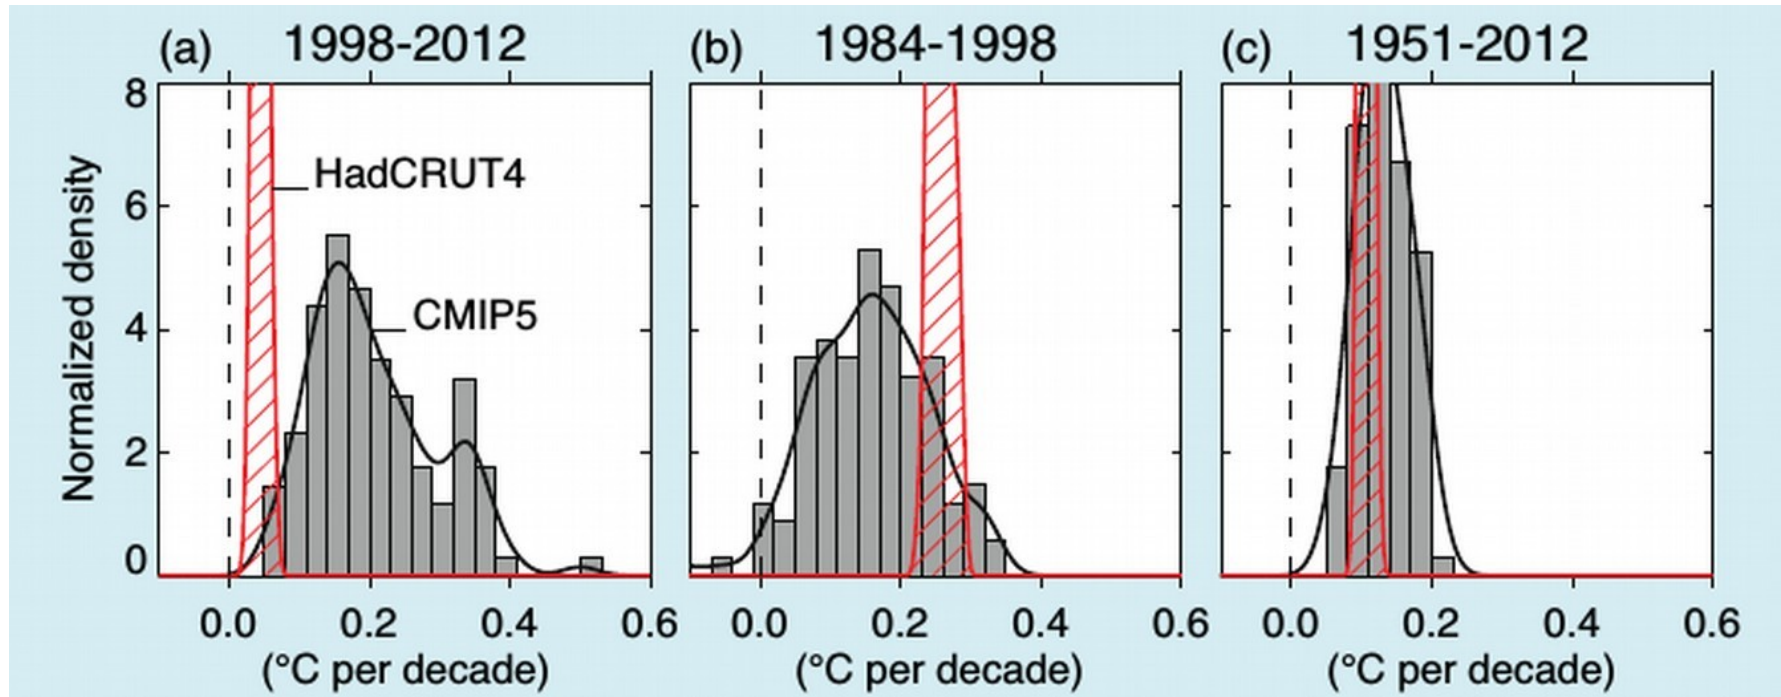 (a) 1998-2012
(b) 1984-1998
(c) 1951-2012
Normalized density
8
6
4
2
0
HadCRUT4
CMIP5
0.0 0.2 0.4 0.6
0.0 0.2 0.4 0.6
0.0 0.2 0.4 0.6
(°C per decade)
(°C per decade)
(°C per decade)